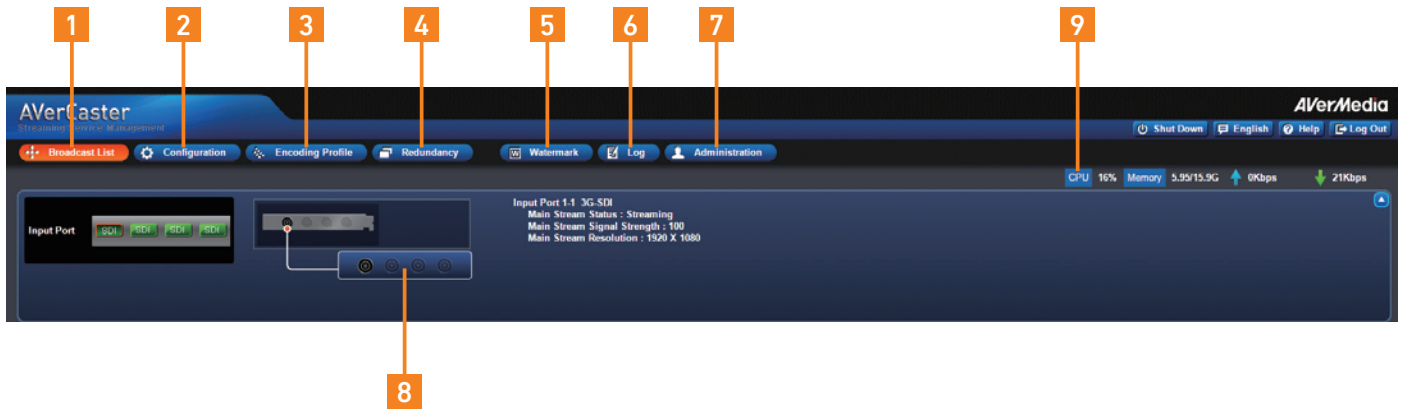 1 2 3 4 5 6 7 9
AVerCaster
AVerMedia
Streaming Service Management
Shut Down English Help Log Out
Broadcast List Configuration Encoding Profile Redundancy W Watermark Log Administration
CPU 16% Memory 5.95/15.9G 0Kbps 21Kbps
Input Port 1-1 3G-SDI
Main Stream Status : Streaming
Main Stream Signal Strength : 100
Main Stream Resolution : 1920 X 1080
Input Port SDI SDI SDI SDI
8